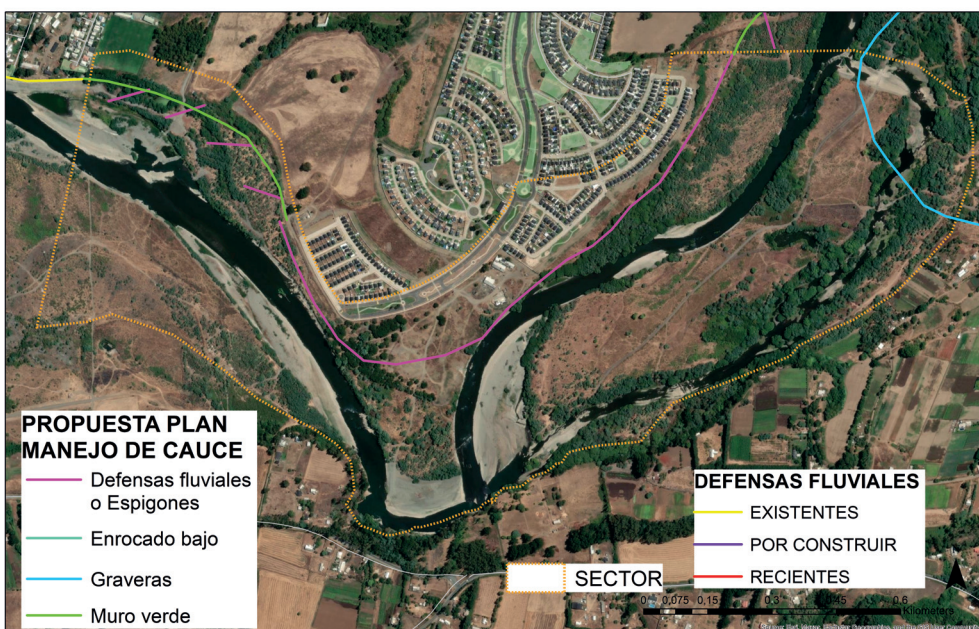 PROPUESTA PLAN
MANEJO DE CAUCE
Defensas fluviales
o Espigones
Enrocado bajo
Graveras
Muro verde
SECTOR
DEFENSAS FLUVIALES
EXISTENTES
POR CONSTRUIR
RECIENTES
0 0,075 0,15 0,3 0,45 0,6
Kilometers